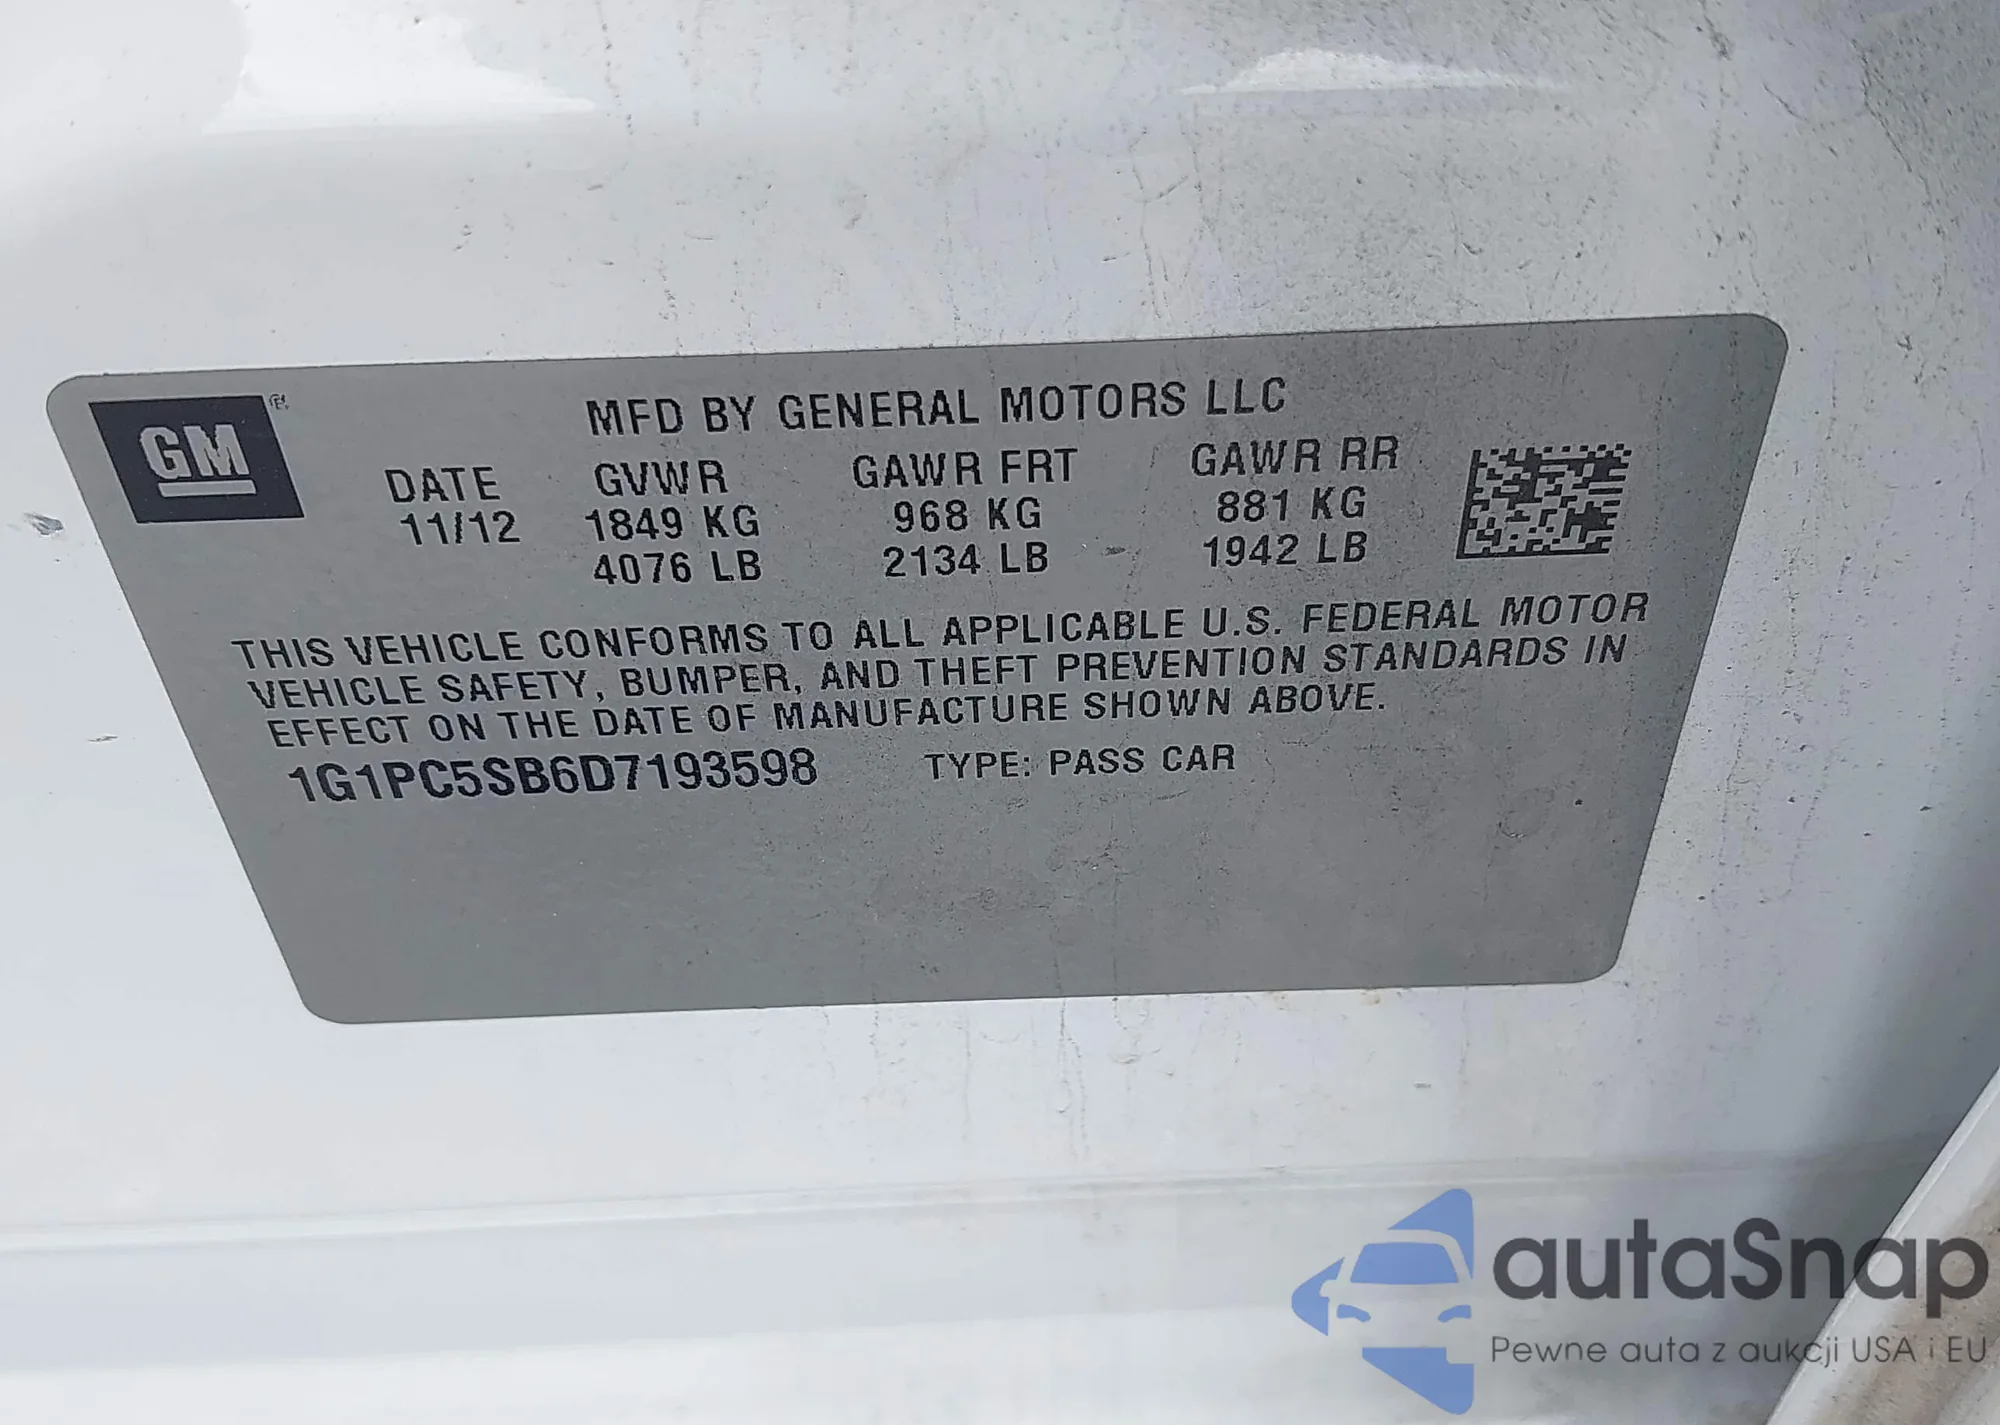 GM
MFD BY GENERAL MOTORS LLC
DATE GVWR GAWR FRT GAWR RR
11/12 1849 KG 968 KG 881 KG
4076 LB 2134 LB 1942 LB
THIS VEHICLE CONFORMS TO ALL APPLICABLE U.S. FEDERAL MOTOR
VEHICLE SAFETY, BUMPER, AND THEFT PREVENTION STANDARDS IN
EFFECT ON THE DATE OF MANUFACTURE SHOWN ABOVE.
1G1PC5SB6D7193598 TYPE: PASS CAR
autaSnap
Pewne auta z aukcji USA i EU